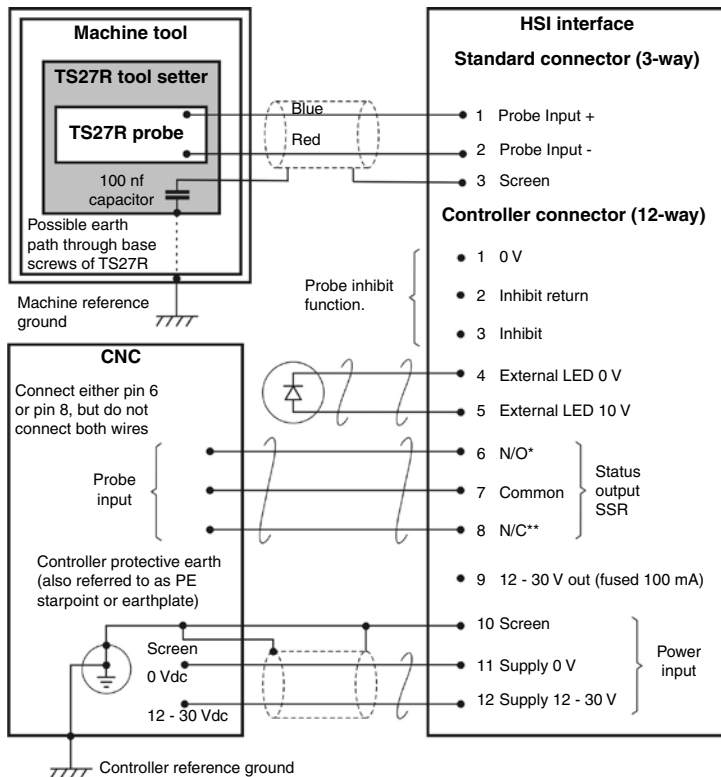 Machine tool
TS27R tool setter
TS27R probe
100 nf
capacitor
Possible earth
path through base
screws of TS27R
Machine reference
ground
Blue
Red
HSI interface
Standard connector (3-way)
1 Probe Input +
2 Probe Input -
3 Screen
Controller connector (12-way)
Probe inhibit
function.
1 0 V
2 Inhibit return
3 Inhibit
4 External LED 0 V
5 External LED 10 V
6 N/O*
7 Common
8 N/C**
Status
output
SSR
9 12 - 30 V out (fused 100 mA)
10 Screen
11 Supply 0 V
12 Supply 12 - 30 V
Power
input
CNC
Connect either pin 6
or pin 8, but do not
connect both wires
Probe
input
Controller protective earth
(also referred to as PE
starpoint or earthplate)
Screen
0 Vdc
12 - 30 Vdc
Controller reference ground